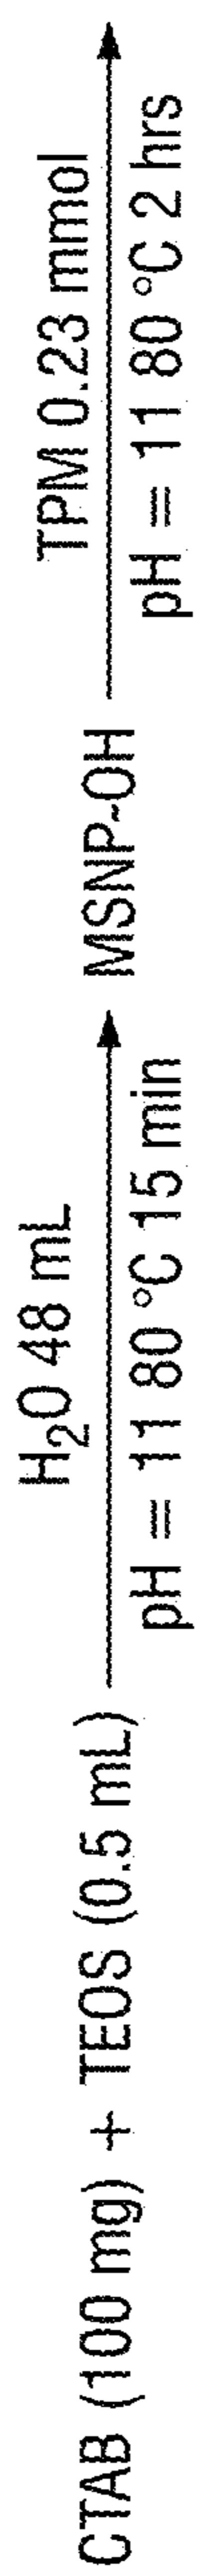 CTAB (100 mg) + TEOS (0.5 mL)
H₂O 48 mL
pH = 11 80 °C 15 min
MSNP-OH
TPM 0.23 mmol
pH = 11 80 °C 2 hrs